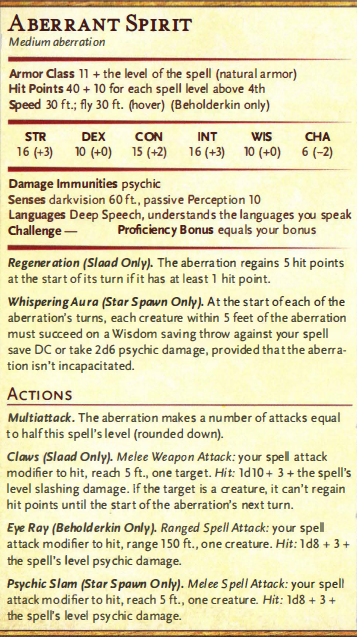 ABERRANT SPIRIT
Medium aberration
Armor Class 11 + the level of the spell (natural armor)
Hit Points 40 + 10 for each spell level above 4th
Speed 30 ft.; fly 30 ft. (hover) (Beholderkin only)
STR DEX CON INT WIS CHA
16 (+3) 10 (+0) 15 (+2) 16 (+3) 10 (+0) 6 (−2)
Damage Immunities psychic
Senses darkvision 60 ft., passive Perception 10
Languages Deep Speech, understands the languages you speak
Challenge — Proficiency Bonus equals your bonus
Regeneration (Slaad Only). The aberration regains 5 hit points
at the start of its turn if it has at least 1 hit point.
Whispering Aura (Star Spawn Only). At the start of each of the
aberration's turns, each creature within 5 feet of the aberration
must succeed on a Wisdom saving throw against your spell
save DC or take 2d6 psychic damage, provided that the aberra-
tion isn't incapacitated.
ACTIONS
Multiattack. The aberration makes a number of attacks equal
to half this spell's level (rounded down).
Claws (Slaad Only). Melee Weapon Attack: your spell attack
modifier to hit, reach 5 ft., one target. Hit: 1d10 + 3 + the spell's
level slashing damage. If the target is a creature, it can't regain
hit points until the start of the aberration's next turn.
Eye Ray (Beholderkin Only). Ranged Spell Attack: your spell
attack modifier to hit, range 150 ft., one creature. Hit: 1d8 + 3 +
the spell's level psychic damage.
Psychic Slam (Star Spawn Only). Melee Spell Attack: your spell
attack modifier to hit, reach 5 ft., one creature. Hit: 1d8 + 3 +
the spell's level psychic damage.